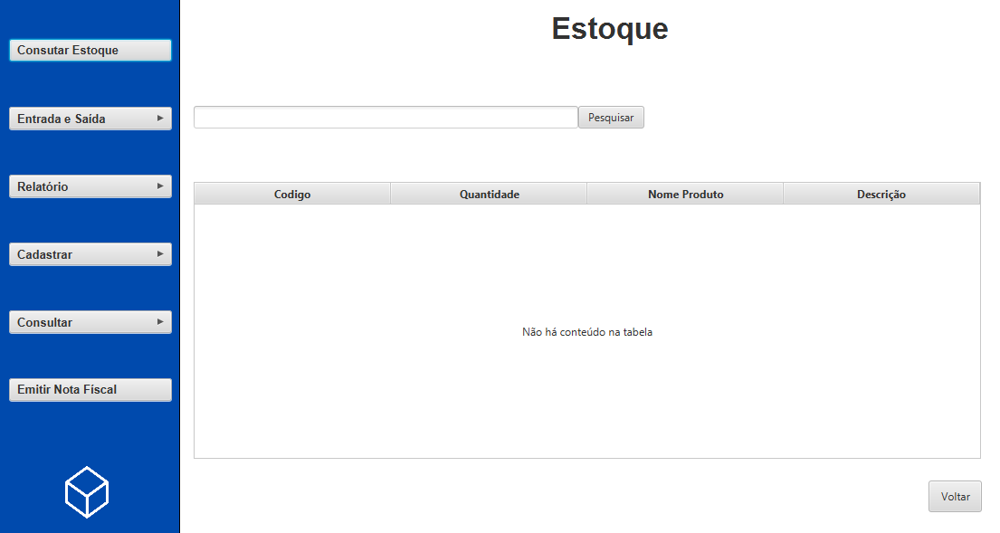 Estoque
Consutar Estoque
Entrada e Saída
Relatório
Cadastrar
Consultar
Emitir Nota Fiscal
Pesquisar
Codigo Quantidade Nome Produto Descrição
Não há conteúdo na tabela
Voltar